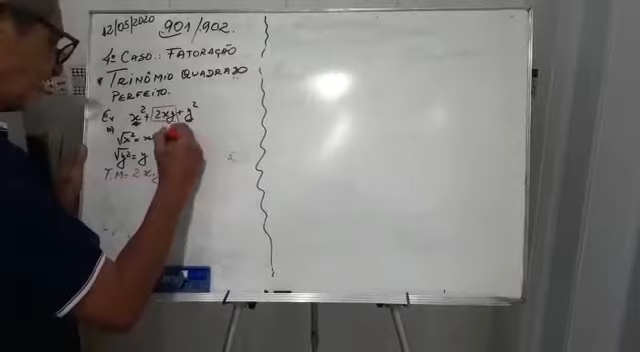 12/05/2020 901/902.
4º CASO: FATORAÇÃO
* TRINÔMIO QUADRADO
PERFEITO.
Ex x² + 2xy + y²
a) √x² = x
√y² = y
T.M = 2x